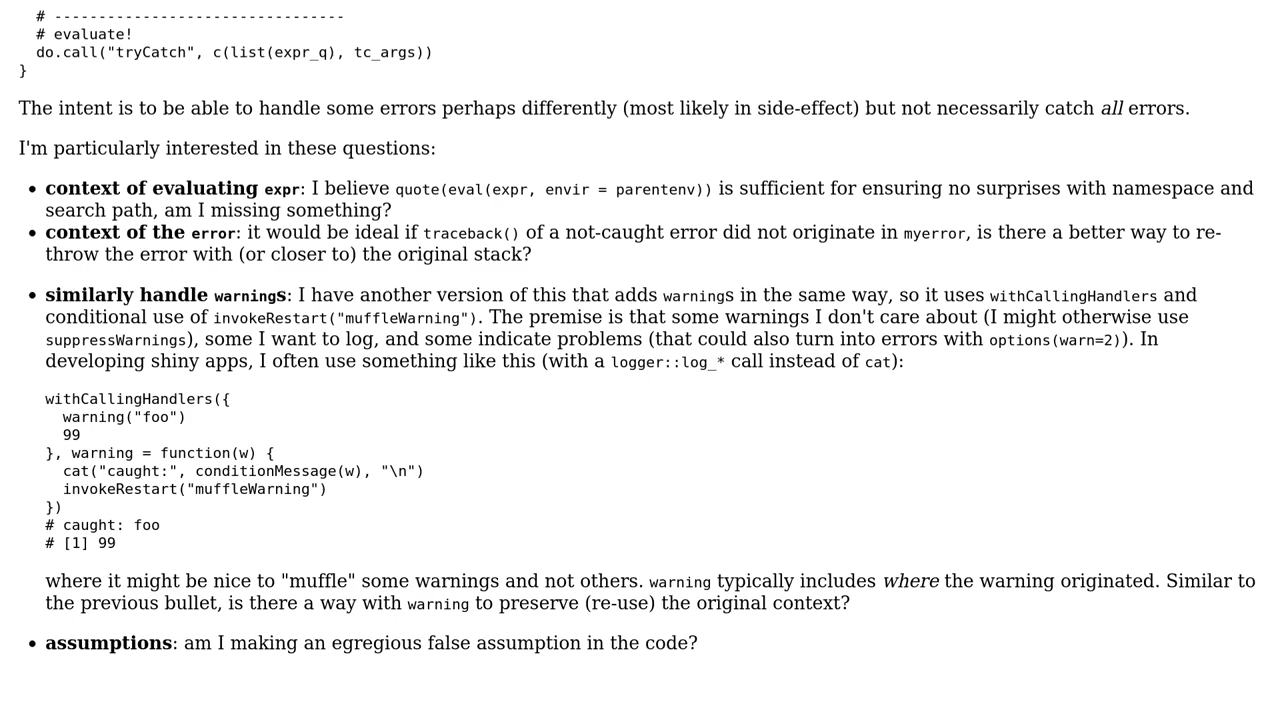 # ---------------------------------
# evaluate!
do.call("tryCatch", c(list(expr_q), tc_args))
}
The intent is to be able to handle some errors perhaps differently (most likely in side-effect) but not necessarily catch all errors.
I'm particularly interested in these questions:
• context of evaluating expr: I believe quote(eval(expr, envir = parentenv)) is sufficient for ensuring no surprises with namespace and
search path, am I missing something?
• context of the error: it would be ideal if traceback() of a not-caught error did not originate in myerror, is there a better way to re-
throw the error with (or closer to) the original stack?
• similarly handle warnings: I have another version of this that adds warnings in the same way, so it uses withCallingHandlers and
conditional use of invokeRestart("muffleWarning"). The premise is that some warnings I don't care about (I might otherwise use
suppressWarnings), some I want to log, and some indicate problems (that could also turn into errors with options(warn=2)). In
developing shiny apps, I often use something like this (with a logger::log_* call instead of cat):
withCallingHandlers({
warning("foo")
99
}, warning = function(w) {
cat("caught:", conditionMessage(w), "\n")
invokeRestart("muffleWarning")
})
# caught: foo
# [1] 99
where it might be nice to "muffle" some warnings and not others. warning typically includes where the warning originated. Similar to
the previous bullet, is there a way with warning to preserve (re-use) the original context?
• assumptions: am I making an egregious false assumption in the code?